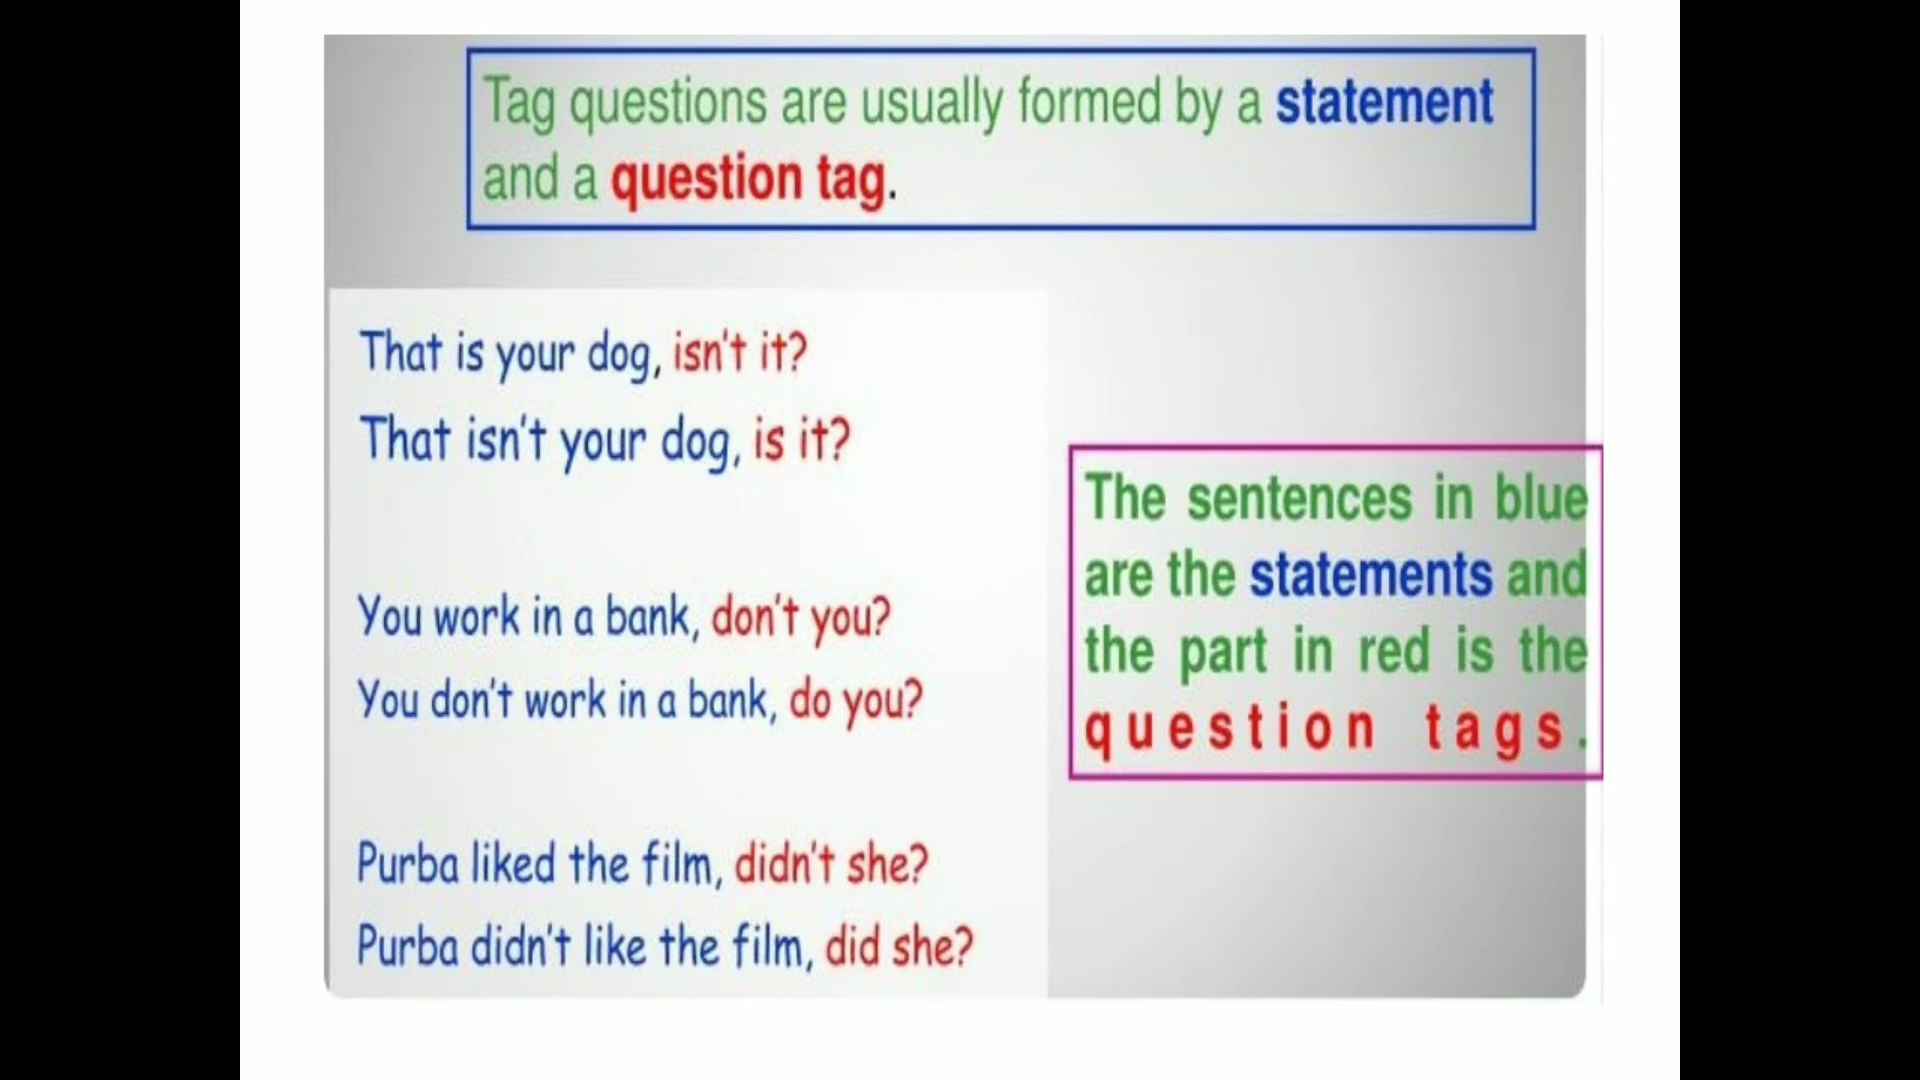 Tag questions are usually formed by a statement
and a question tag.
That is your dog, isn't it?
That isn't your dog, is it?
You work in a bank, don't you?
You don't work in a bank, do you?
Purba liked the film, didn't she?
Purba didn't like the film, did she?
The sentences in blue
are the statements and
the part in red is the
question tags.